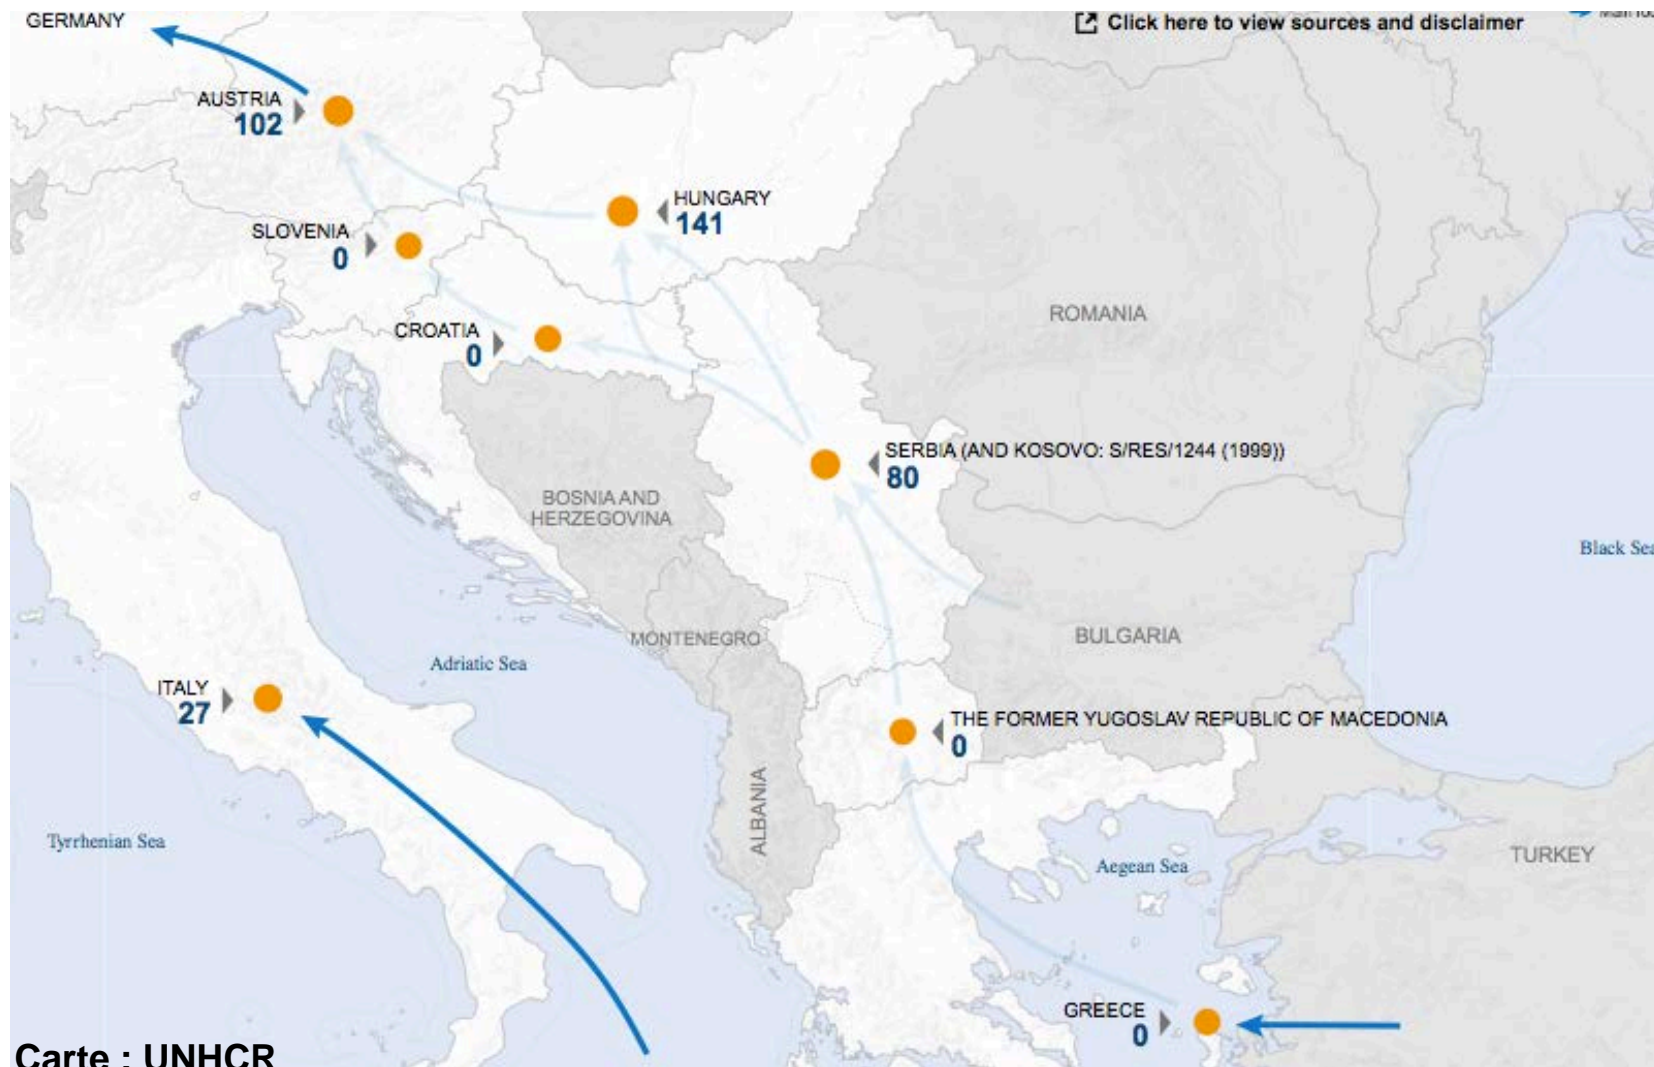 GERMANY
Click here to view sources and disclaimer
AUSTRIA
102
HUNGARY
141
SLOVENIA
0
ROMANIA
CROATIA
0
SERBIA (AND KOSOVO: S/RES/1244 (1999))
80
BOSNIA AND
HERZEGOVINA
Black Sea
BULGARIA
MONTENEGRO
Adriatic Sea
ITALY
27
THE FORMER YUGOSLAV REPUBLIC OF MACEDONIA
0
ALBANIA
Tyrrhenian Sea
Aegean Sea
TURKEY
GREECE
0
Carte : UNHCR